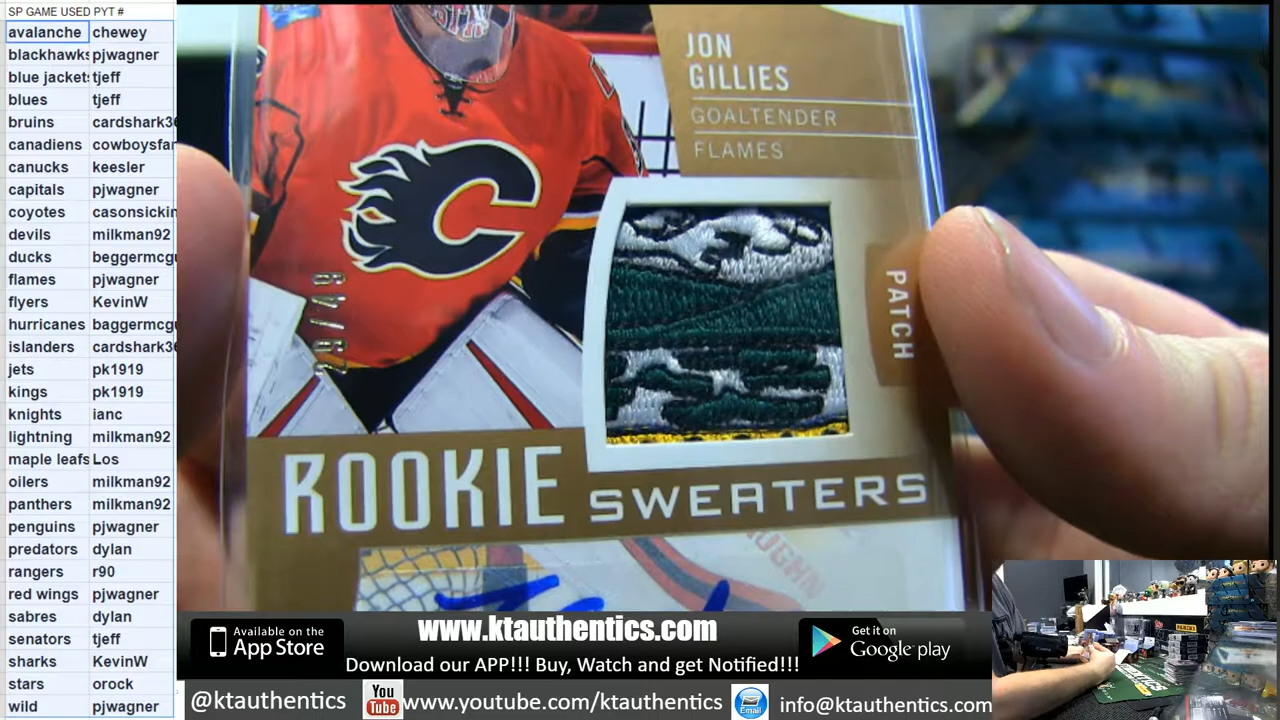 SP GAME USED PYT #
avalanche chewey
blackhawks pjwagner
blue jackets tjeff
blues tjeff
bruins cardshark36
canadiens cowboysfan
canucks keesler
capitals pjwagner
coyotes casonsickin
devils milkman92
ducks beggermcgu
flames pjwagner
flyers KevinW
hurricanes baggermcgu
islanders cardshark36
jets pk1919
kings pk1919
knights ianc
lightning milkman92
maple leafs Los
oilers milkman92
panthers milkman92
penguins pjwagner
predators dylan
rangers r90
red wings pjwagner
sabres dylan
senators tjeff
sharks KevinW
stars orock
wild pjwagner
JON
GILLIES
GOALTENDER
FLAMES
C
PATCH
ROOKIE SWEATERS
VAUGHN
Available on the
App Store
www.ktauthentics.com
Download our APP!!! Buy, Watch and get Notified!!!
Get it on
Google play
@ktauthentics
You
Tube
www.youtube.com/ktauthentics
Email
info@ktauthentics.com